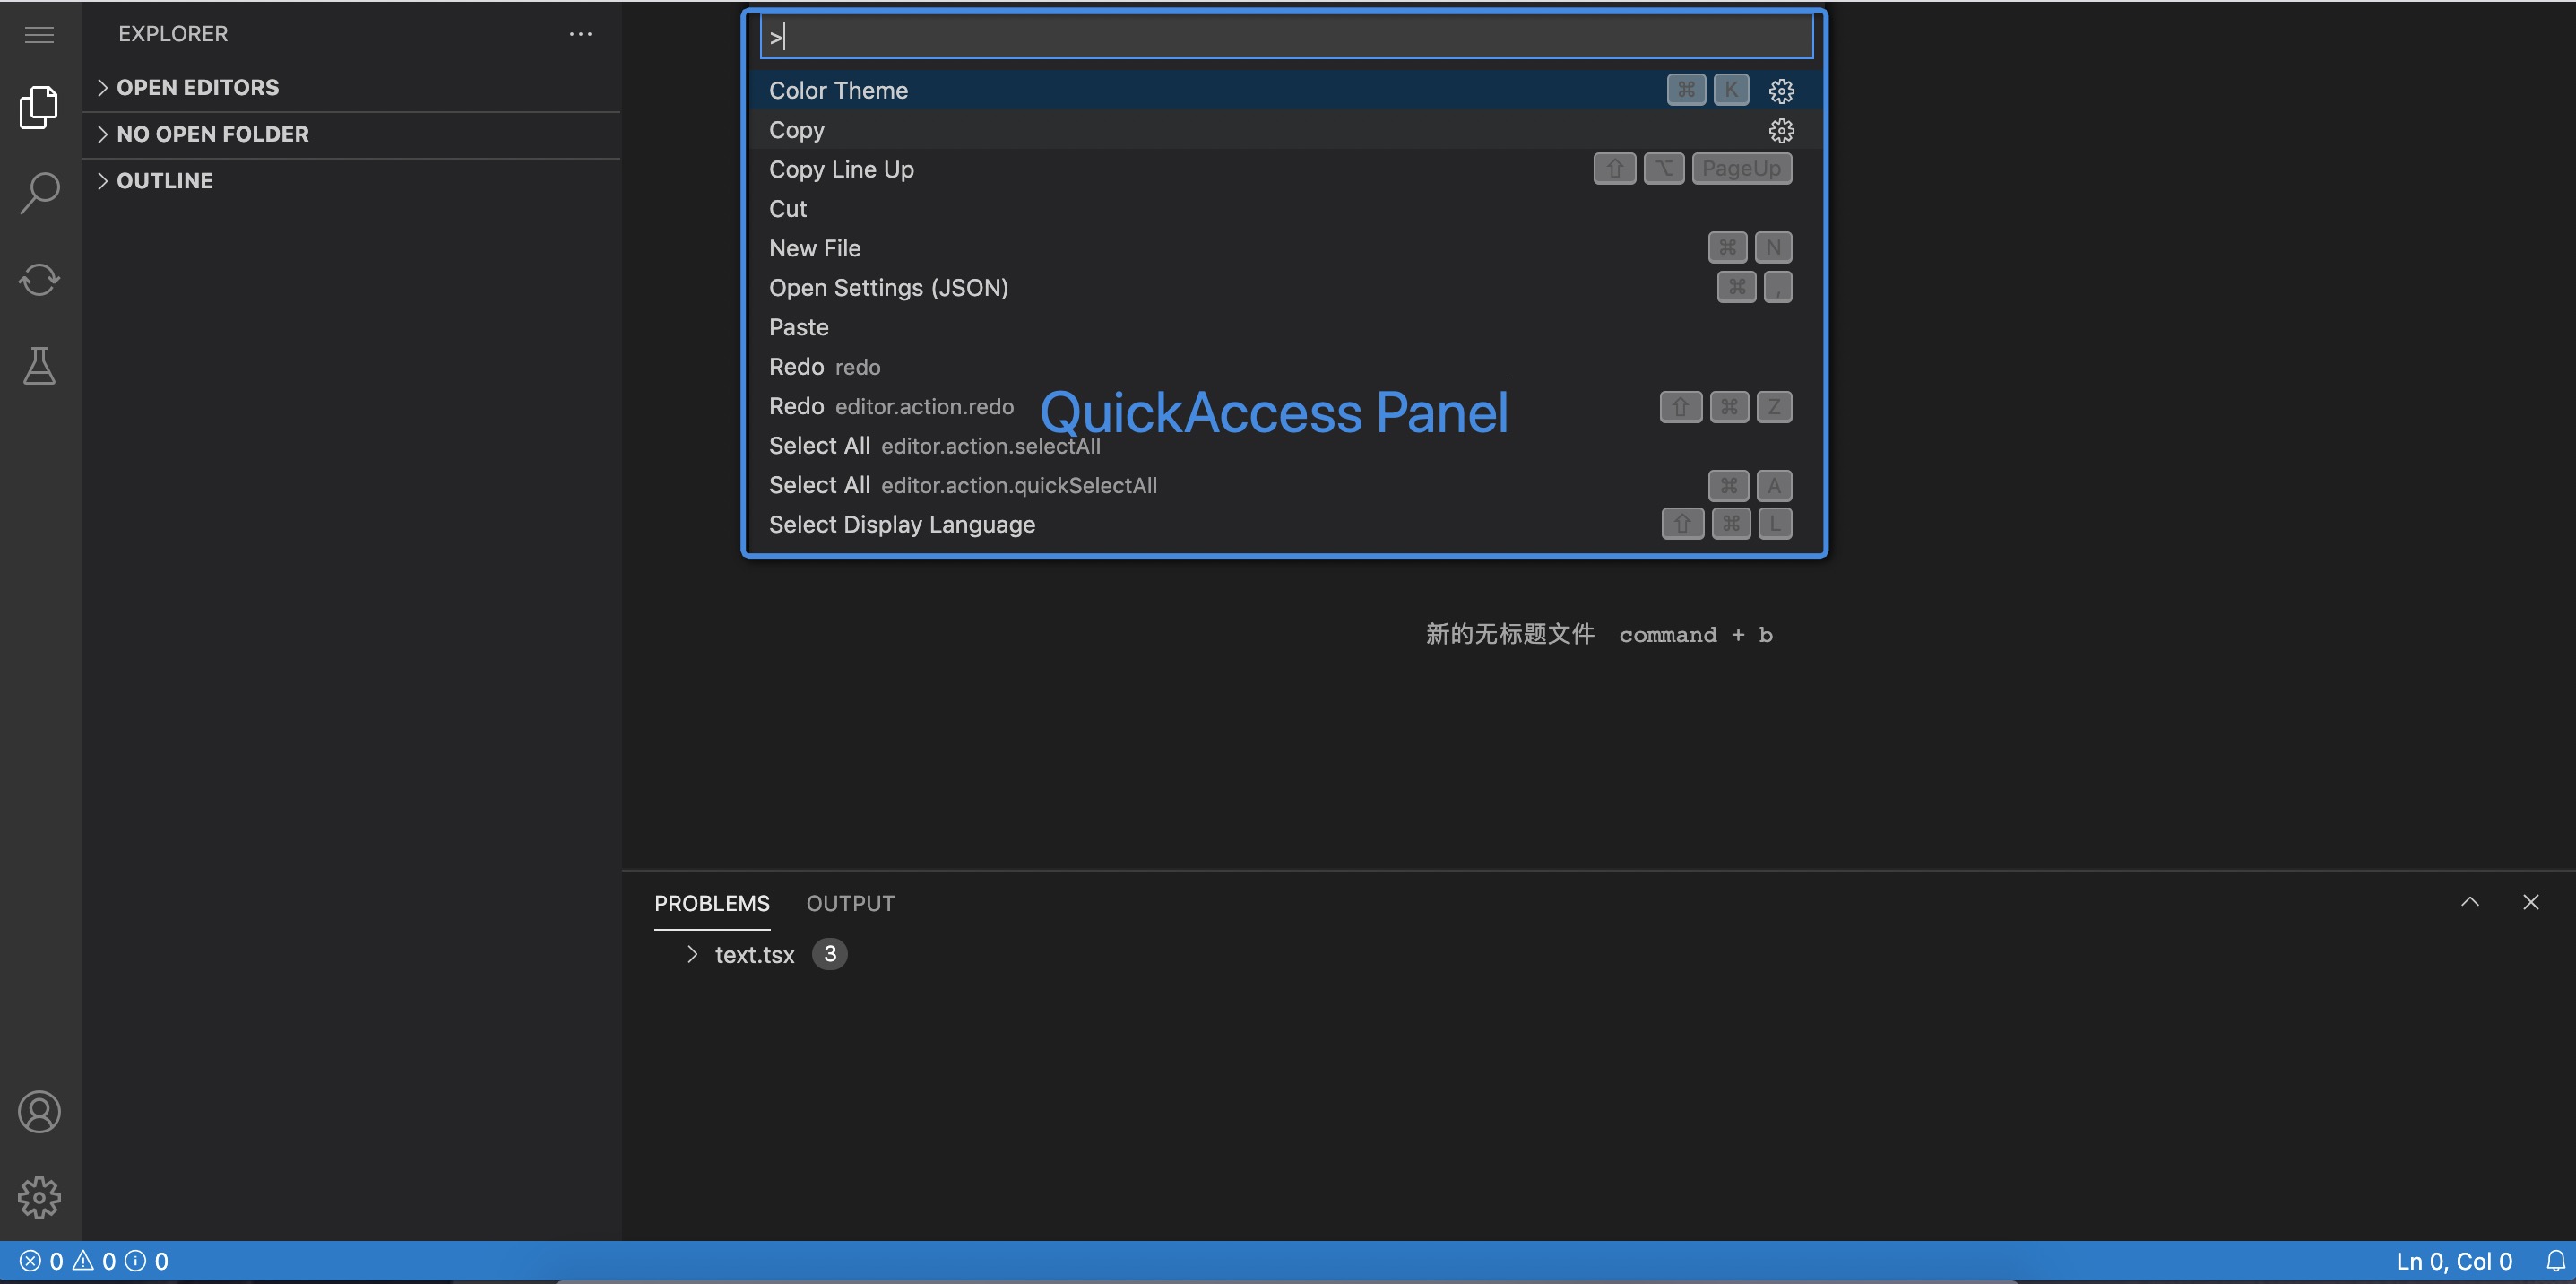 EXPLORER
OPEN EDITORS
NO OPEN FOLDER
OUTLINE
>
Color Theme ⌘ K
Copy
Copy Line Up ⇧ ⌥ PageUp
Cut
New File ⌘ N
Open Settings (JSON) ⌘ ,
Paste
Redo redo
Redo editor.action.redo ⇧ ⌘ Z
QuickAccess Panel
Select All editor.action.selectAll
Select All editor.action.quickSelectAll ⌘ A
Select Display Language ⇧ ⌘ L
新的无标题文件 command + b
PROBLEMS OUTPUT
text.tsx 3
0 0 0 Ln 0, Col 0